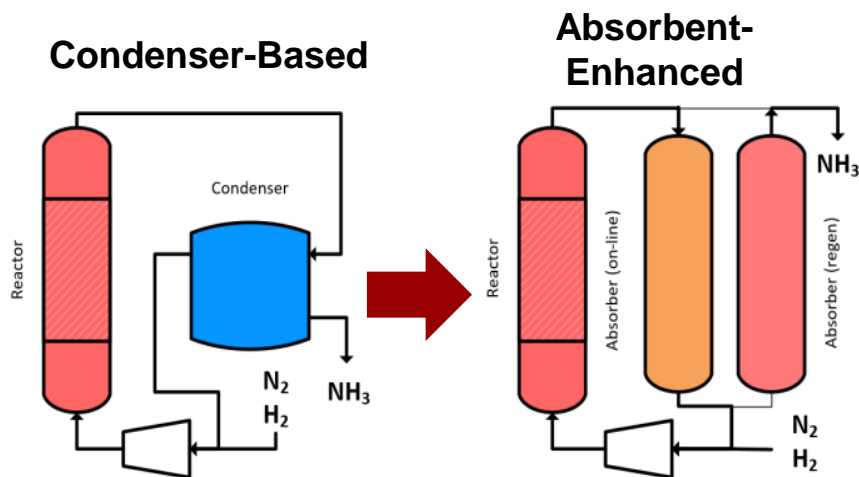 Condenser-Based
Absorbent-
Enhanced
Reactor
Condenser
N₂
H₂
NH₃
Reactor
Absorber (on-line)
Absorber (regen)
NH₃
N₂
H₂